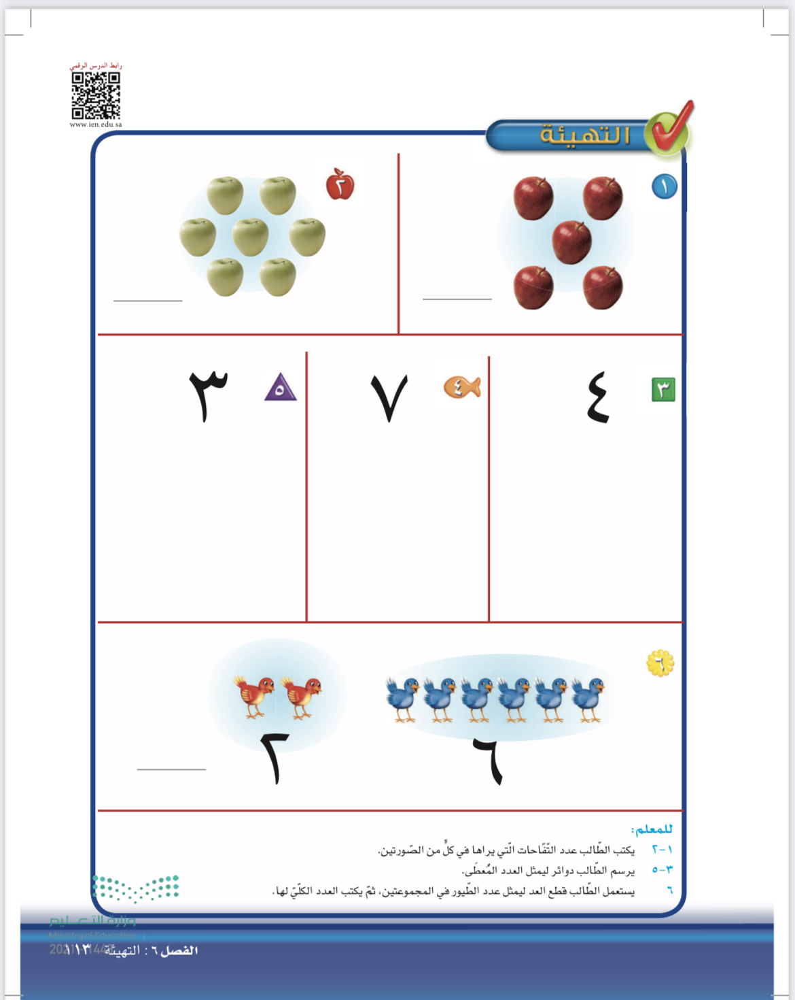 رابط الدرس الرقمي
www.ien.edu.sa
التهيئة
١
٢
٣
٤
٤
٧
٥
٣
٦
٦
٢
للمعلم:
١-٢ يكتب الطّالب عدد التّفّاحات الّتي يراها في كلٍّ من الصّورتين.
٣-٥ يرسم الطّالب دوائر ليمثل العدد المُعطَى.
٦ يستعمل الطّالب قطع العد ليمثل عدد الطّيور في المجموعتين، ثمّ يكتب العدد الكلّيّ لها.
وزارة التعليم
Ministry of Education
2021 - 1443
الفصل ٦ : التهيئة ١١٣